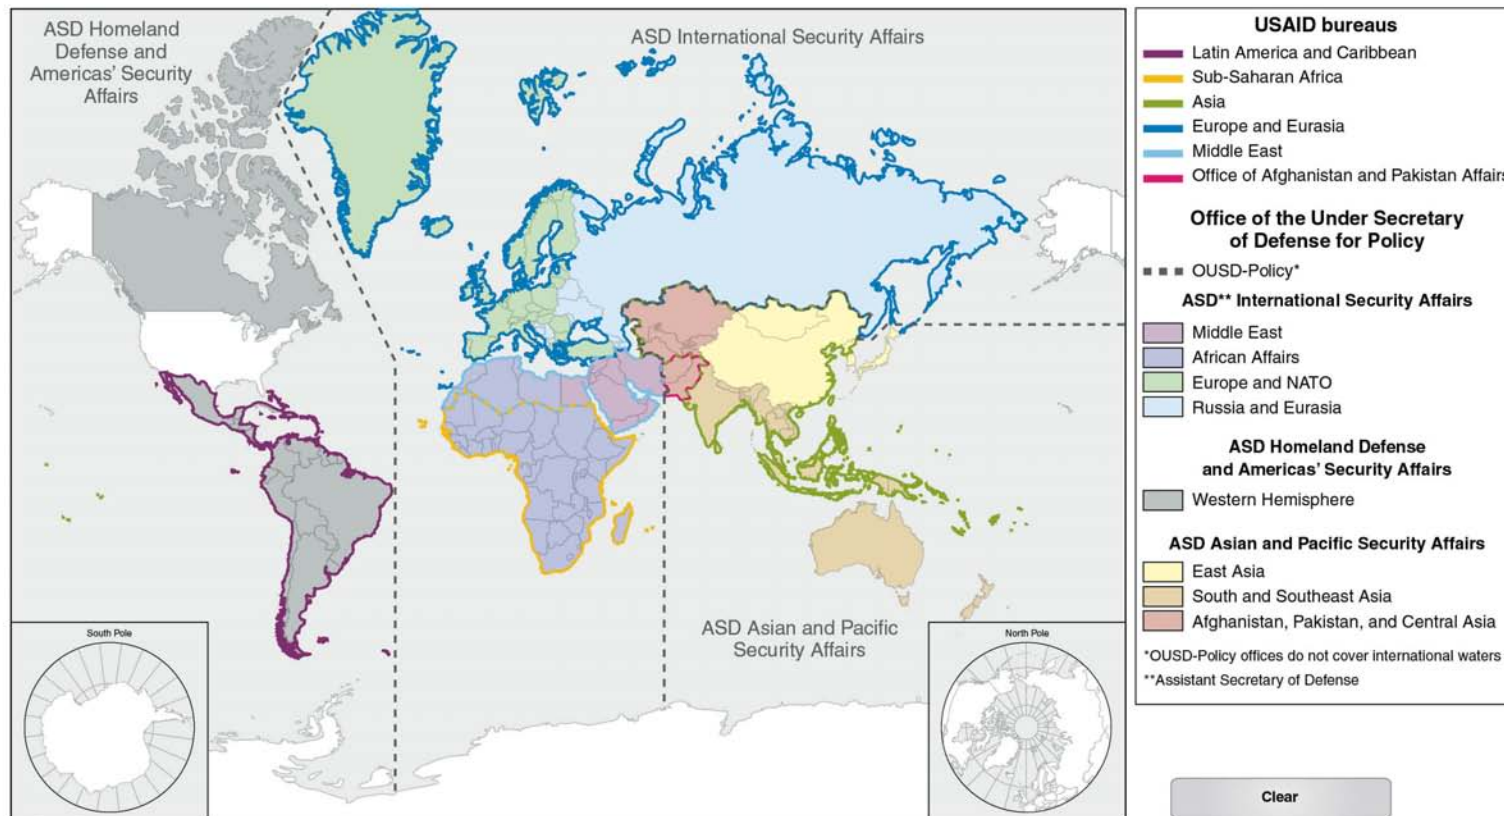 ASD Homeland
Defense and
Americas' Security
Affairs
ASD International Security Affairs
ASD Asian and Pacific
Security Affairs
South Pole
North Pole
USAID bureaus
Latin America and Caribbean
Sub-Saharan Africa
Asia
Europe and Eurasia
Middle East
Office of Afghanistan and Pakistan Affairs
Office of the Under Secretary
of Defense for Policy
OUSD-Policy*
ASD** International Security Affairs
Middle East
African Affairs
Europe and NATO
Russia and Eurasia
ASD Homeland Defense
and Americas' Security Affairs
Western Hemisphere
ASD Asian and Pacific Security Affairs
East Asia
South and Southeast Asia
Afghanistan, Pakistan, and Central Asia
*OUSD-Policy offices do not cover international waters
**Assistant Secretary of Defense
Clear